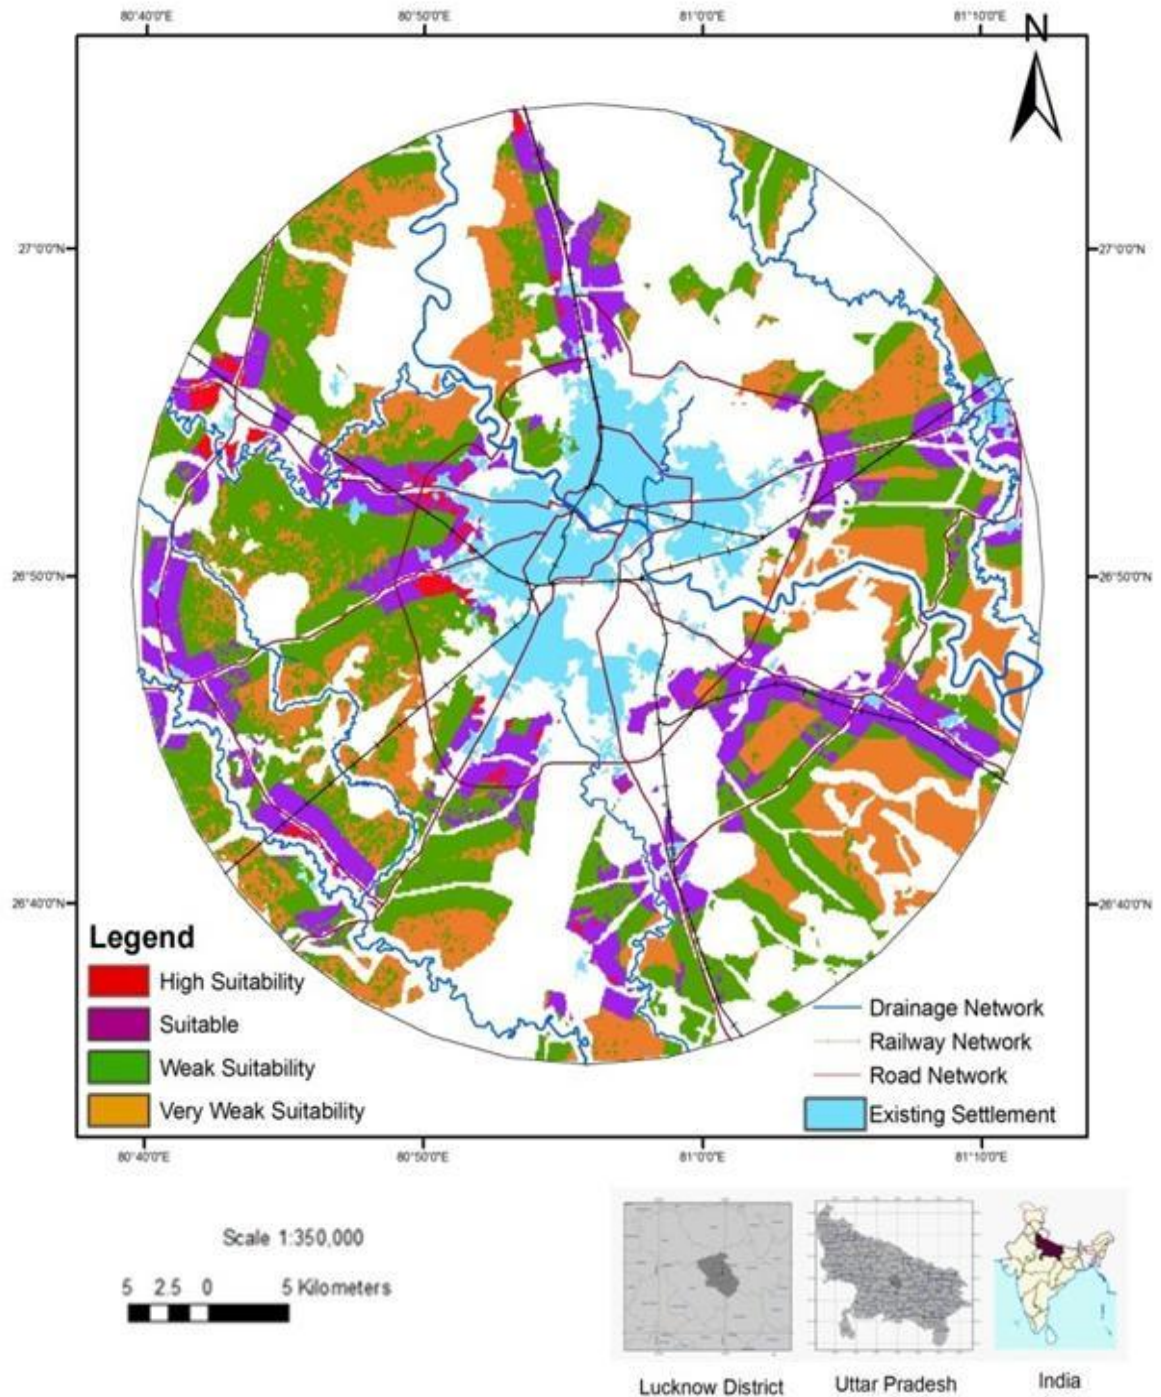 80°40'0"E 80°50'0"E 81°0'0"E 81°10'0"E
N
27°0'0"N 27°0'0"N
26°50'0"N 26°50'0"N
26°40'0"N 26°40'0"N
Legend
High Suitability
Suitable
Weak Suitability
Very Weak Suitability
Drainage Network
Railway Network
Road Network
Existing Settlement
80°40'0"E 80°50'0"E 81°0'0"E 81°10'0"E
Scale 1:350,000
5 2.5 0 5 Kilometers
Lucknow District Uttar Pradesh India